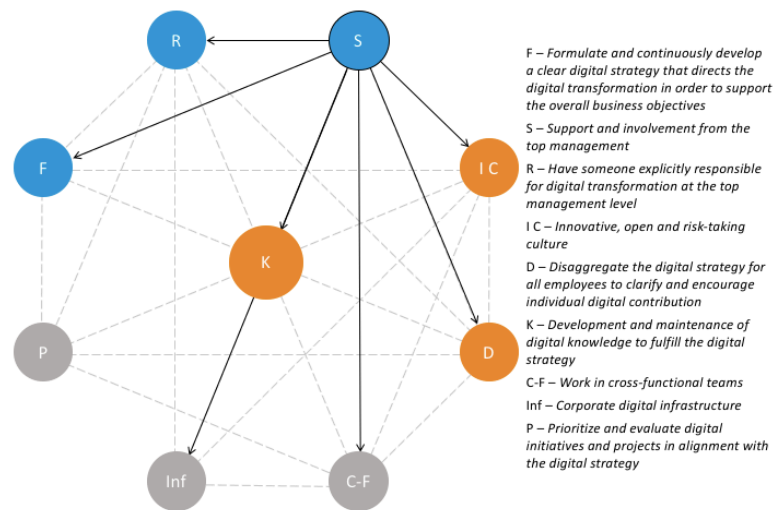 R
S
F
I C
K
P
D
Inf
C-F
F – Formulate and continuously develop
a clear digital strategy that directs the
digital transformation in order to support
the overall business objectives
S – Support and involvement from the
top management
R – Have someone explicitly responsible
for digital transformation at the top
management level
I C – Innovative, open and risk-taking
culture
D – Disaggregate the digital strategy for
all employees to clarify and encourage
individual digital contribution
K – Development and maintenance of
digital knowledge to fulfill the digital
strategy
C-F – Work in cross-functional teams
Inf – Corporate digital infrastructure
P – Prioritize and evaluate digital
initiatives and projects in alignment with
the digital strategy